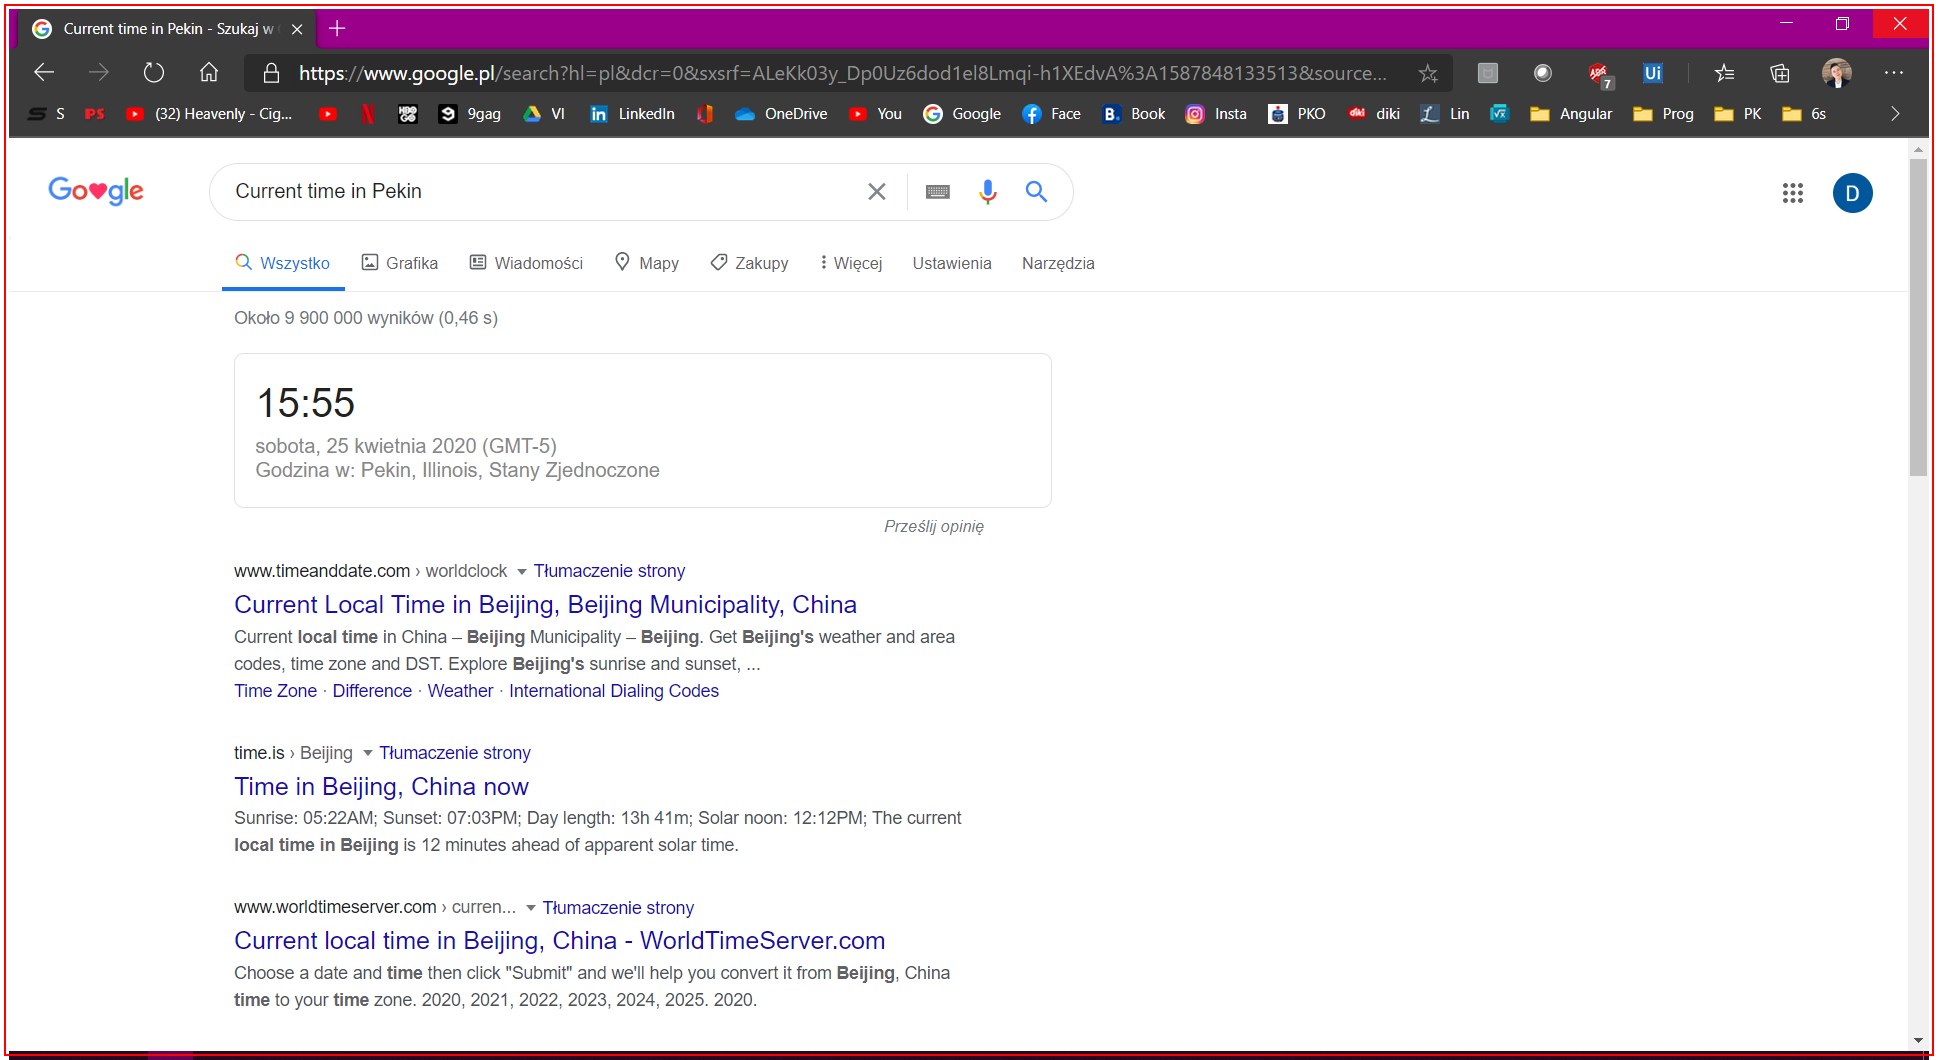 Current time in Pekin - Szukaj w
https://www.google.pl/search?hl=pl&dcr=0&sxsrf=ALeKk03y_Dp0Uz6dod1el8Lmqi-h1XEdvA%3A1587848133513&source...
Ui
7
S
PS
(32) Heavenly - Cig...
HBO GO
9gag
VI
LinkedIn
OneDrive
You
Google
Face
B.
Book
Insta
PKO
diki
diki
Lin
Angular
Prog
PK
6s
Google
Current time in Pekin
D
Wszystko
Grafika
Wiadomości
Mapy
Zakupy
Więcej
Ustawienia
Narzędzia
Około 9 900 000 wyników (0,46 s)
15:55
sobota, 25 kwietnia 2020 (GMT-5)
Godzina w: Pekin, Illinois, Stany Zjednoczone
Prześlij opinię
www.timeanddate.com › worldclock Tłumaczenie strony
Current Local Time in Beijing, Beijing Municipality, China
Current local time in China – Beijing Municipality – Beijing. Get Beijing's weather and area
codes, time zone and DST. Explore Beijing's sunrise and sunset, ...
Time Zone · Difference · Weather · International Dialing Codes
time.is › Beijing Tłumaczenie strony
Time in Beijing, China now
Sunrise: 05:22AM; Sunset: 07:03PM; Day length: 13h 41m; Solar noon: 12:12PM; The current
local time in Beijing is 12 minutes ahead of apparent solar time.
www.worldtimeserver.com › curren... Tłumaczenie strony
Current local time in Beijing, China - WorldTimeServer.com
Choose a date and time then click "Submit" and we'll help you convert it from Beijing, China
time to your time zone. 2020, 2021, 2022, 2023, 2024, 2025. 2020.